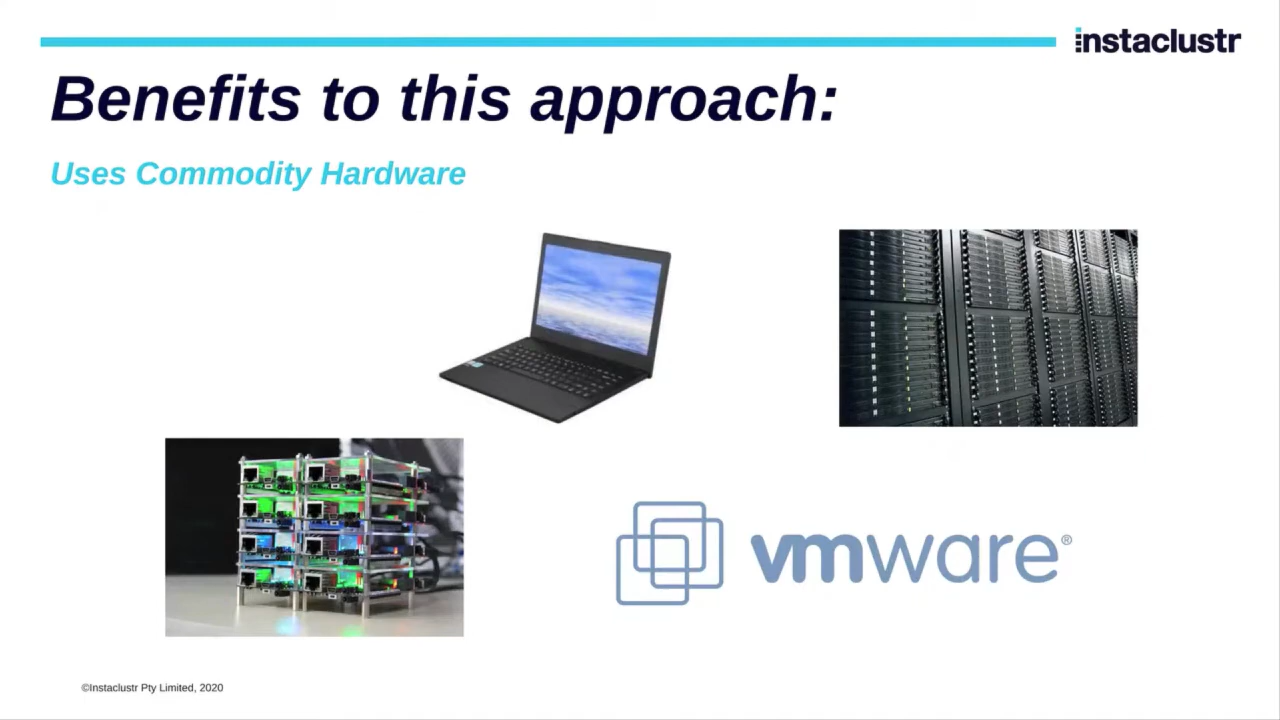 instaclustr
Benefits to this approach:
Uses Commodity Hardware
vmware®
©Instaclustr Pty Limited, 2020